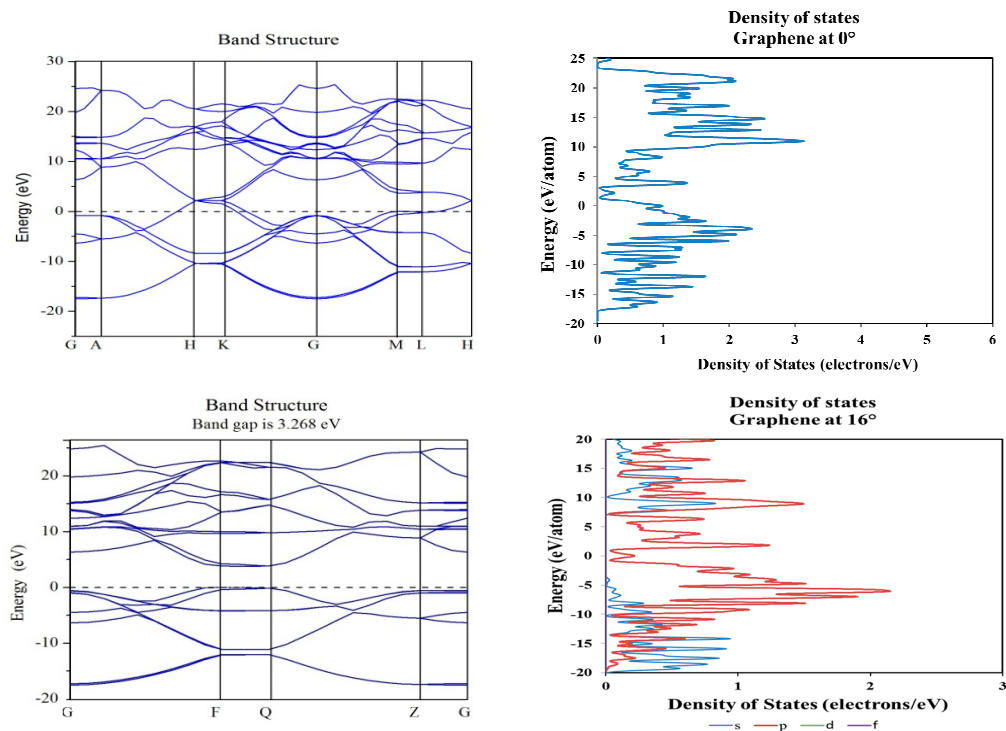 Band Structure
30
20
10
0
-10
-20
Energy (eV)
G A H K G M L H
Density of states
Graphene at 0°
25
20
15
10
5
0
-5
-10
-15
-20
Energy (eV/atom)
0 1 2 3 4 5 6
Density of States (electrons/eV)
Band Structure
Band gap is 3.268 eV
20
10
0
-10
-20
Energy (eV)
G F Q Z G
Density of states
Graphene at 16°
20
15
10
5
0
-5
-10
-15
-20
Energy (eV/atom)
0 1 2 3
Density of States (electrons/eV)
s p d f